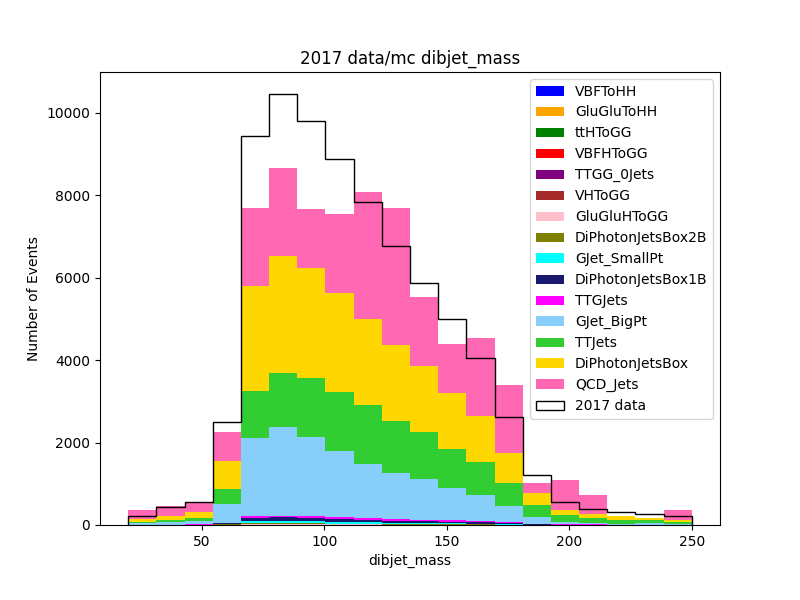 2017 data/mc dibjet_mass
Number of Events
10000
8000
6000
4000
2000
0
50
100
150
200
250
dibjet_mass
VBFToHH
GluGluToHH
ttHToGG
VBFHToGG
TTGG_0Jets
VHToGG
GluGluHToGG
DiPhotonJetsBox2B
GJet_SmallPt
DiPhotonJetsBox1B
TTGJets
GJet_BigPt
TTJets
DiPhotonJetsBox
QCD_Jets
2017 data